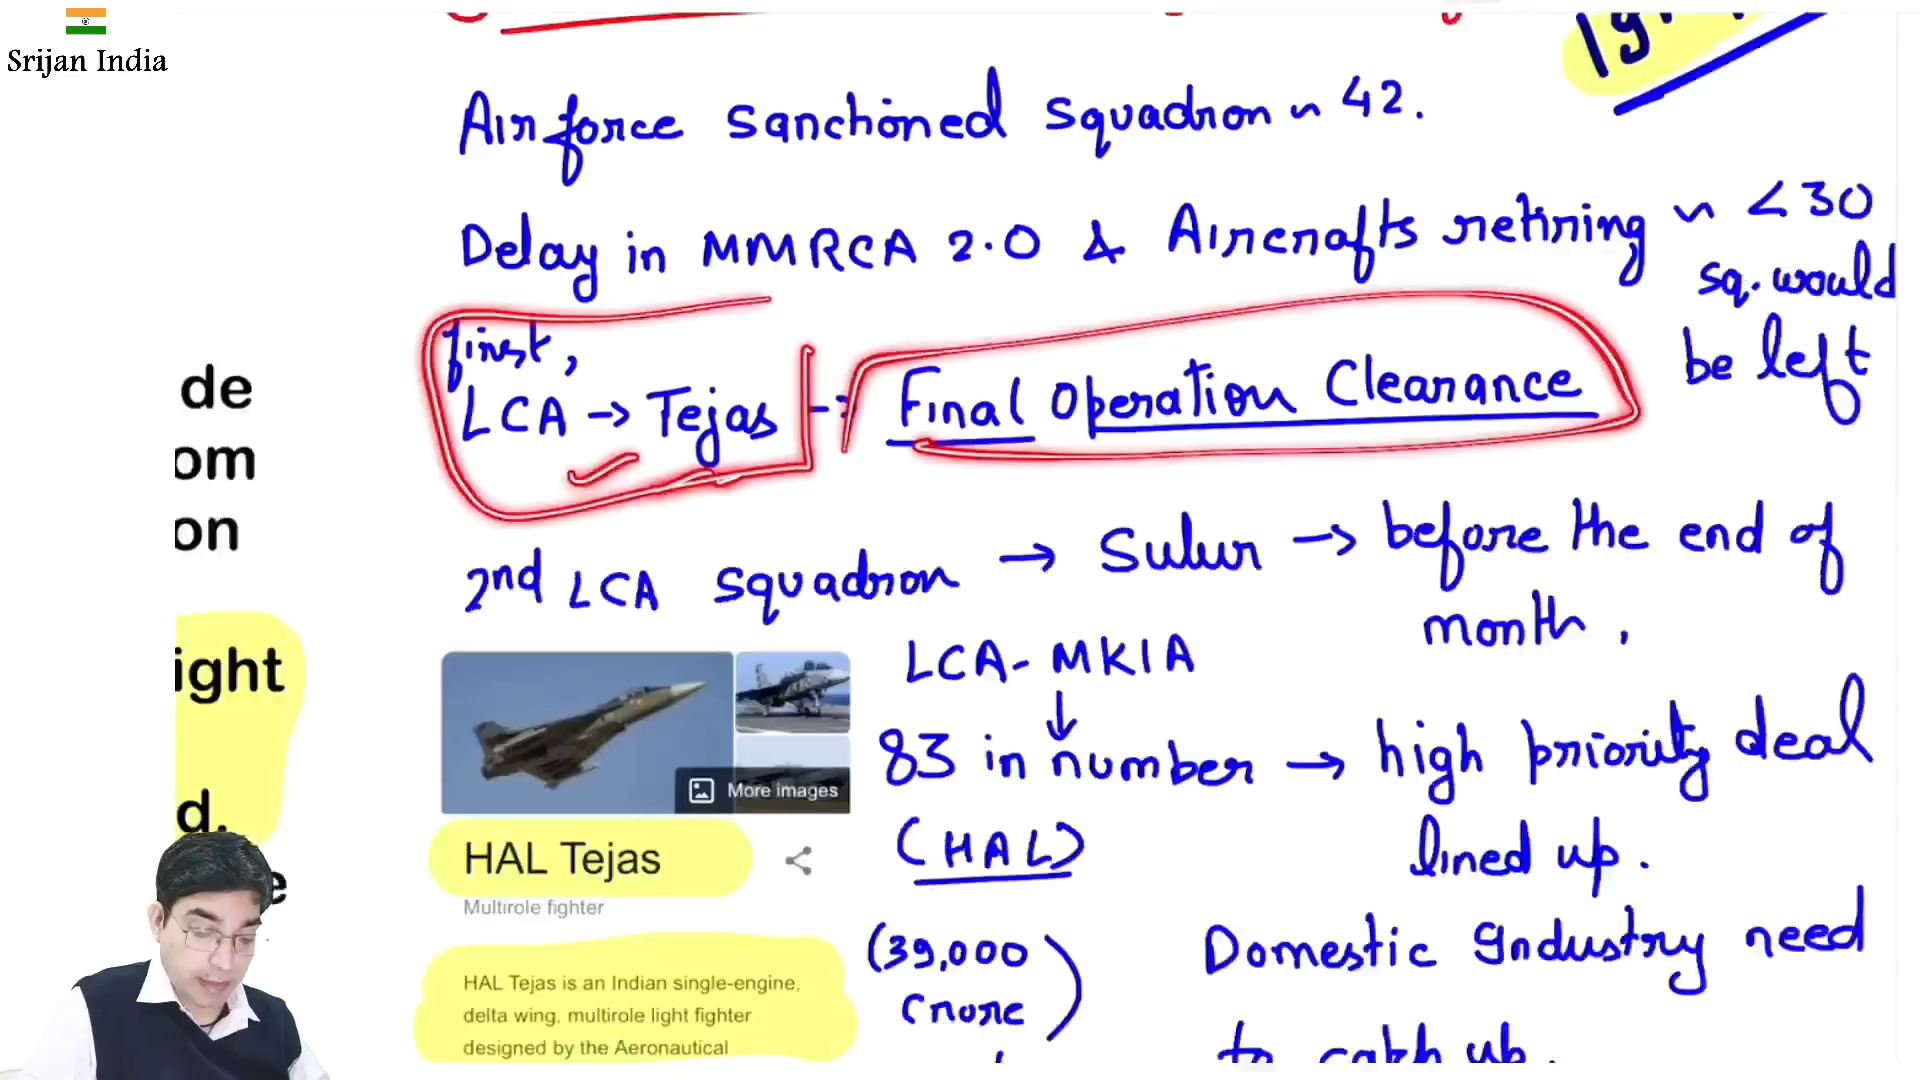 Srijan India
Air force sanctioned squadron ~ 42.
Delay in MMRCA 2.0 & Aircrafts retiring ~ <30
sq. would
be left
first,
LCA → Tejas → Final Operation Clearance
2nd LCA squadron → Sulur → before the end of
month.
LCA- MK1A
83 in number → high priority deal
lined up.
(HAL)
(39,000
crore)
Domestic Industry need
to catch up.
de
om
on
ight
d.
e
More images
HAL Tejas
Multirole fighter
HAL Tejas is an Indian single-engine,
delta wing, multirole light fighter
designed by the Aeronautical